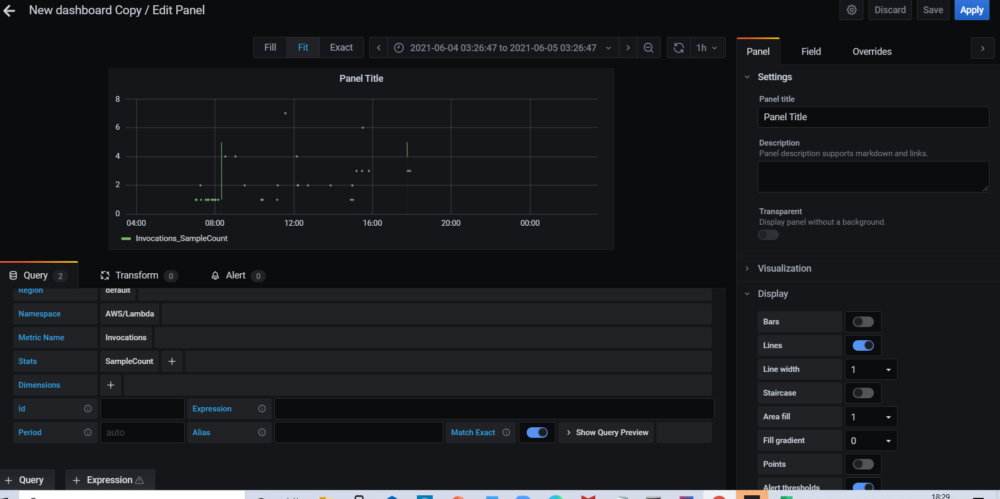 New dashboard Copy / Edit Panel
Discard
Save
Apply
Fill
Fit
Exact
2021-06-04 03:26:47 to 2021-06-05 03:26:47
1h
Panel
Field
Overrides
Panel Title
8
6
4
2
0
04:00
08:00
12:00
16:00
20:00
00:00
Invocations_SampleCount
Settings
Panel title
Panel Title
Description
Panel description supports markdown and links.
Transparent
Display panel without a background.
Visualization
Display
Bars
Lines
Line width
1
Staircase
Area fill
1
Fill gradient
0
Points
Alert thresholds
Query 2
Transform 0
Alert 0
Region
default
Namespace
AWS/Lambda
Metric Name
Invocations
Stats
SampleCount
+
Dimensions
+
Id
Expression
Period
auto
Alias
Match Exact
Show Query Preview
+ Query
+ Expression
18:29